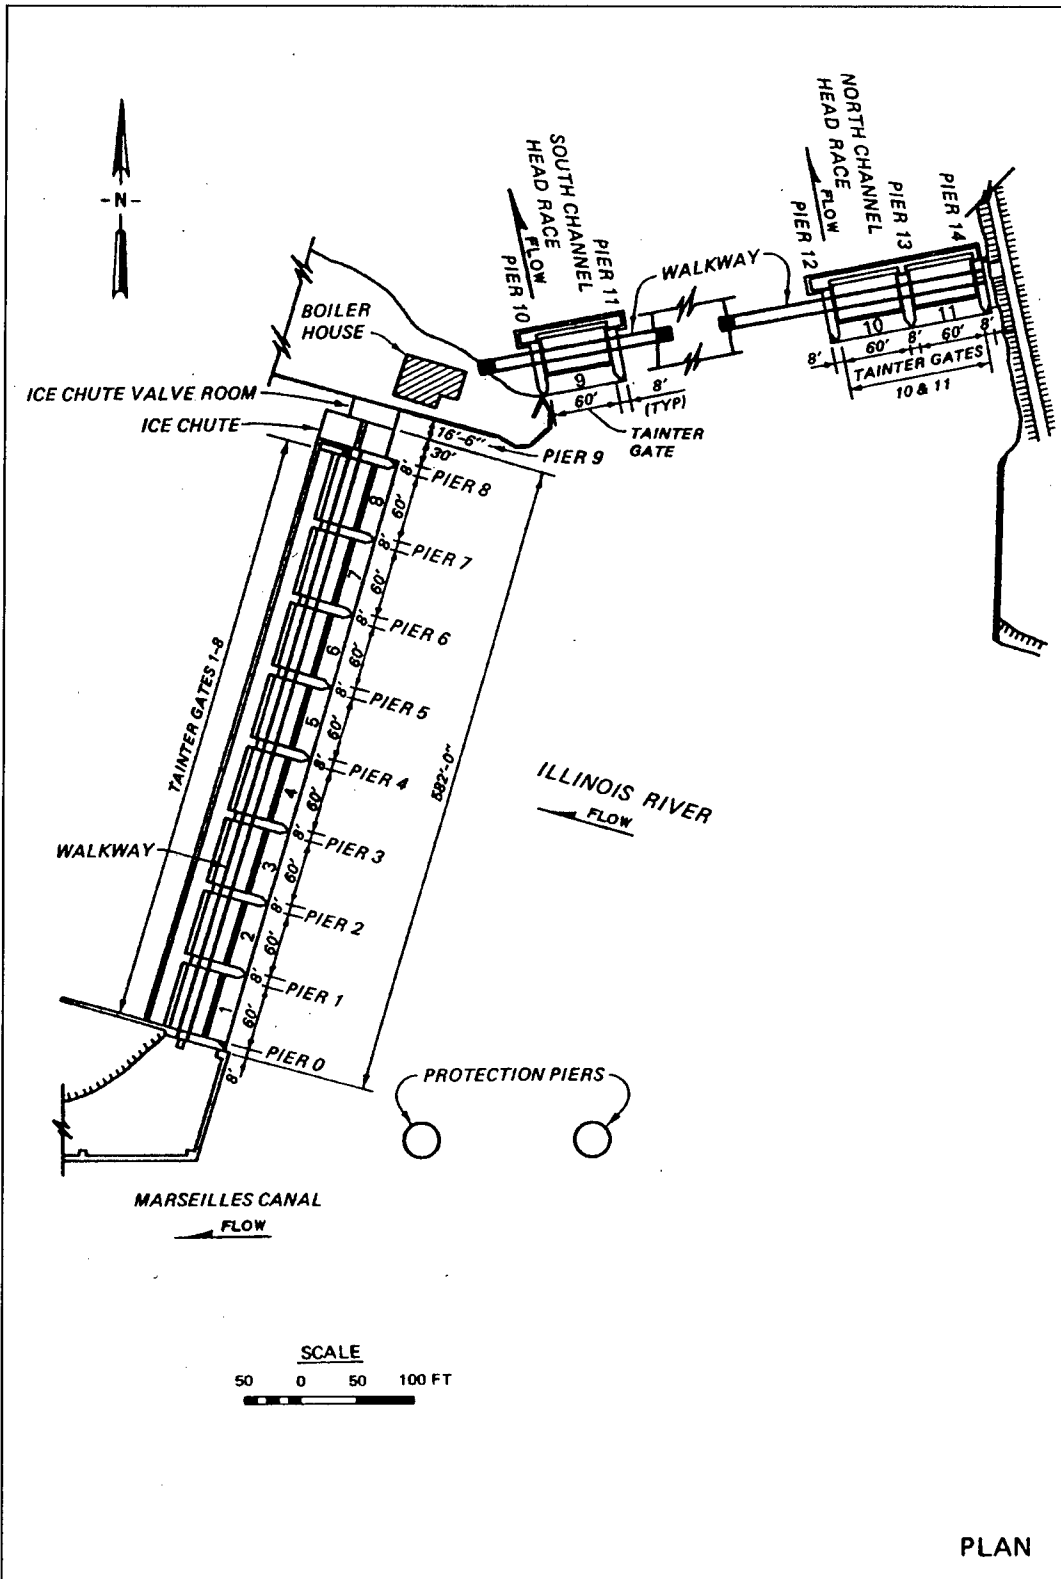 -N-
SOUTH CHANNEL
HEAD RACE
FLOW
PIER 10
PIER 11
NORTH CHANNEL
HEAD RACE
FLOW
PIER 12
PIER 13
PIER 14
WALKWAY
BOILER
HOUSE
9
60'
8'
(TYP)
TAINTER
GATE
10
11
8'
60'
8'
60'
8'
TAINTER GATES
10 & 11
ICE CHUTE VALVE ROOM
ICE CHUTE
16'-6"
30'
PIER 9
8'
PIER 8
8
60'
8'
PIER 7
7
60'
8'
PIER 6
6
60'
8'
PIER 5
5
60'
8'
PIER 4
4
60'
8'
PIER 3
3
60'
8'
PIER 2
2
60'
8'
PIER 1
1
60'
PIER 0
8'
TAINTER GATES 1-8
582'-0"
WALKWAY
ILLINOIS RIVER
FLOW
PROTECTION PIERS
MARSEILLES CANAL
FLOW
SCALE
50 0 50 100 FT
PLAN